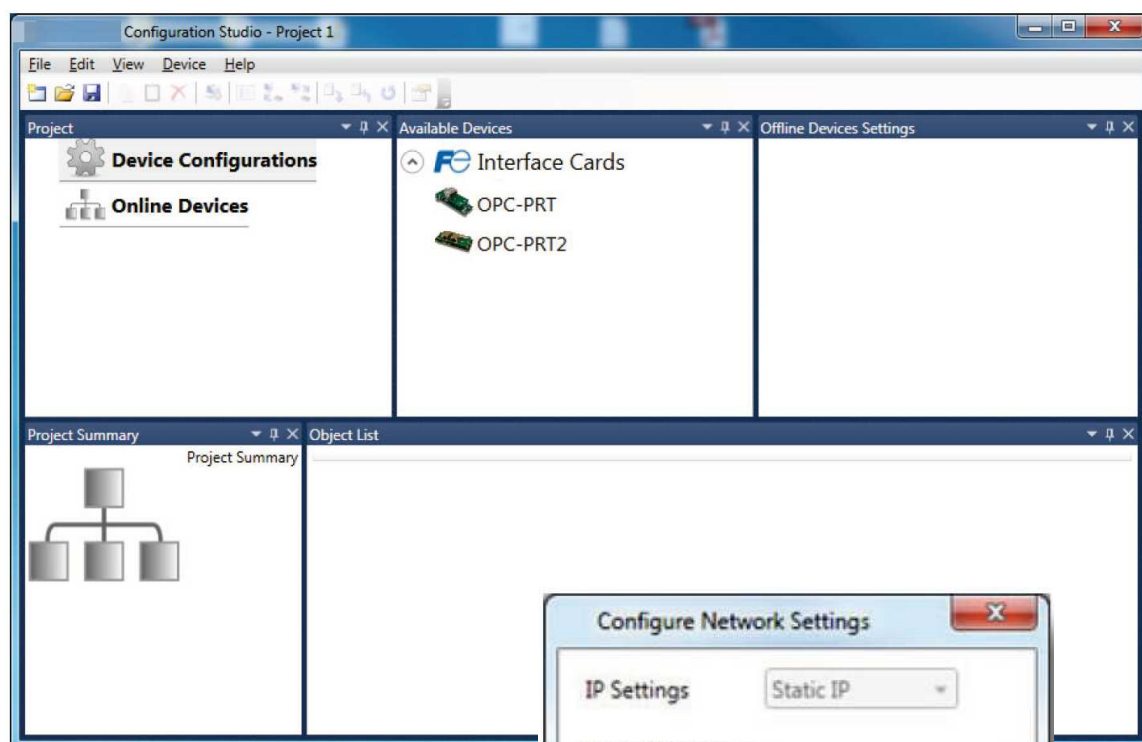 Configuration Studio - Project 1
File Edit View Device Help
Project
Device Configurations
Online Devices
Available Devices
Fe Interface Cards
OPC-PRT
OPC-PRT2
Offline Devices Settings
Project Summary
Project Summary
Object List
Configure Network Settings
IP Settings
Static IP